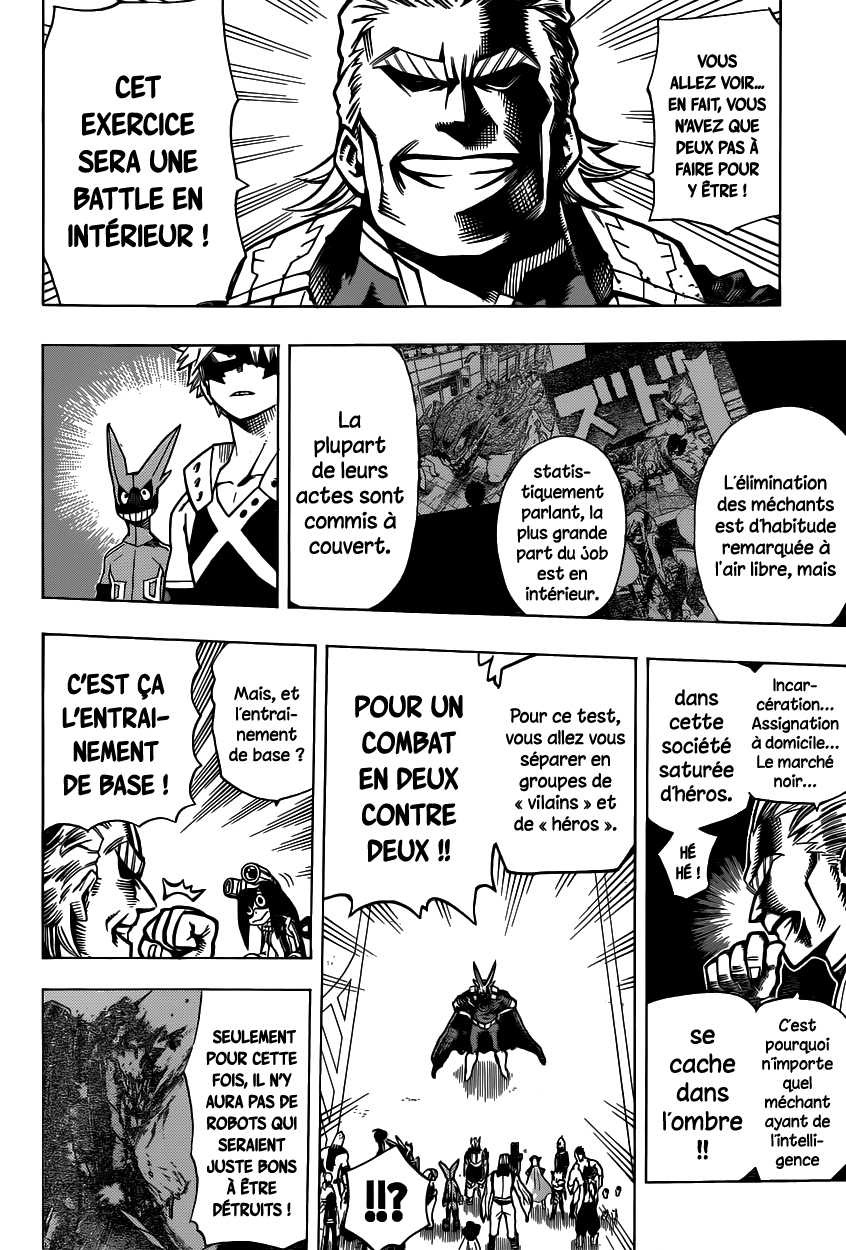 VOUS
ALLEZ VOIR...
EN FAIT, VOUS
N'AVEZ QUE
DEUX PAS À
FAIRE POUR
Y ÊTRE !
CET
EXERCICE
SERA UNE
BATTLE EN
INTÉRIEUR !
ズドー
L'élimination
des méchants
est d'habitude
remarquée à
l'air libre, mais
statis-
tiquement
parlant, la
plus grande
part du job
est en
intérieur.
La
plupart
de leurs
actes sont
commis à
couvert.
Incar-
cération...
Assignation
à domicile...
Le marché
noir...
dans
cette
société
saturée
d'héros.
HÉ
HÉ !
C'est
pourquoi
n'importe
quel
méchant
ayant de
l'intelli-
gence
se
cache
dans
l'ombre
!!
Pour ce test,
vous allez vous
séparer en
groupes de
« vilains » et
de « héros ».
POUR UN
COMBAT
EN DEUX
CONTRE
DEUX !!
!!?
Mais, et
l'entrai-
nement
de base ?
C'EST ÇA
L'ENTRAI-
NEMENT
DE BASE !
SEULEMENT
POUR CETTE
FOIS, IL N'Y
AURA PAS DE
ROBOTS QUI
SERAIENT
JUSTE BONS
À ÊTRE
DÉTRUITS !